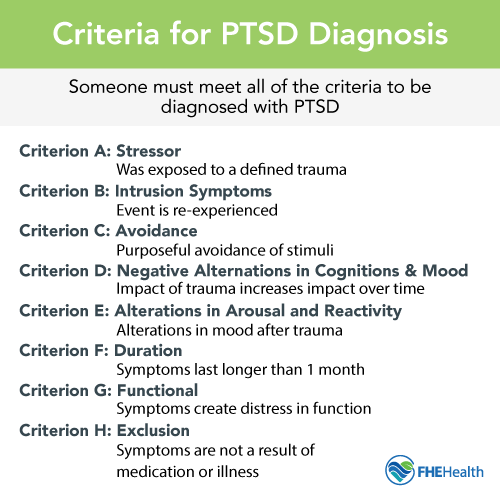 Criteria for PTSD Diagnosis
Someone must meet all of the criteria to be
diagnosed with PTSD
Criterion A: Stressor
Was exposed to a defined trauma
Criterion B: Intrusion Symptoms
Event is re-experienced
Criterion C: Avoidance
Purposeful avoidance of stimuli
Criterion D: Negative Alternations in Cognitions & Mood
Impact of trauma increases impact over time
Criterion E: Alterations in Arousal and Reactivity
Alterations in mood after trauma
Criterion F: Duration
Symptoms last longer than 1 month
Criterion G: Functional
Symptoms create distress in function
Criterion H: Exclusion
Symptoms are not a result of
medication or illness
FHEHealth